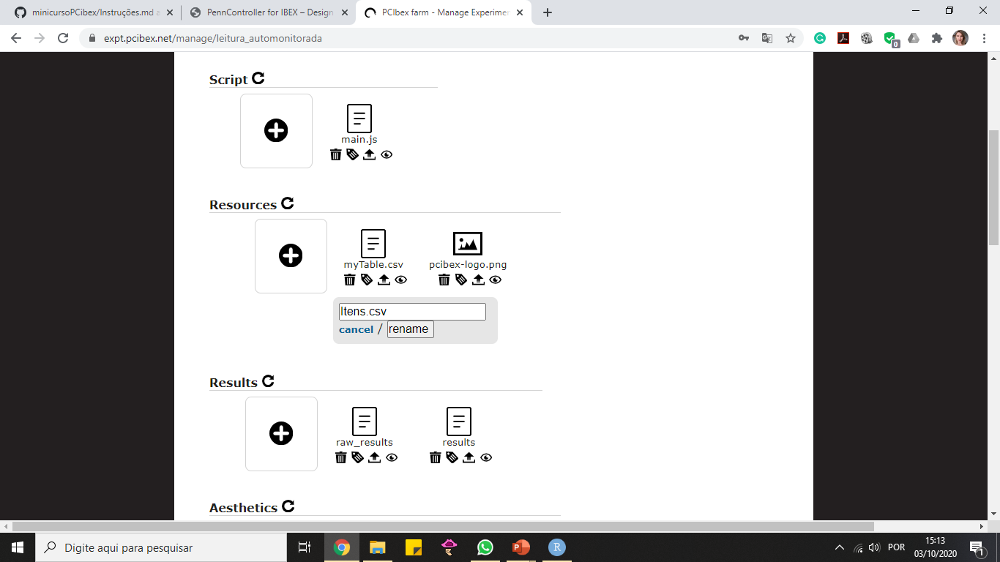 minicursoPCibex/Instruções.md a
PennController for IBEX – Design
PCIbex farm - Manage Experimen
expt.pcibex.net/manage/leitura_automonitorada
0
Script
main.js
Resources
myTable.csv
pcibex-logo.png
Itens.csv
cancel / rename
Results
raw_results
results
Aesthetics
Digite aqui para pesquisar
POR
15:13
03/10/2020
1